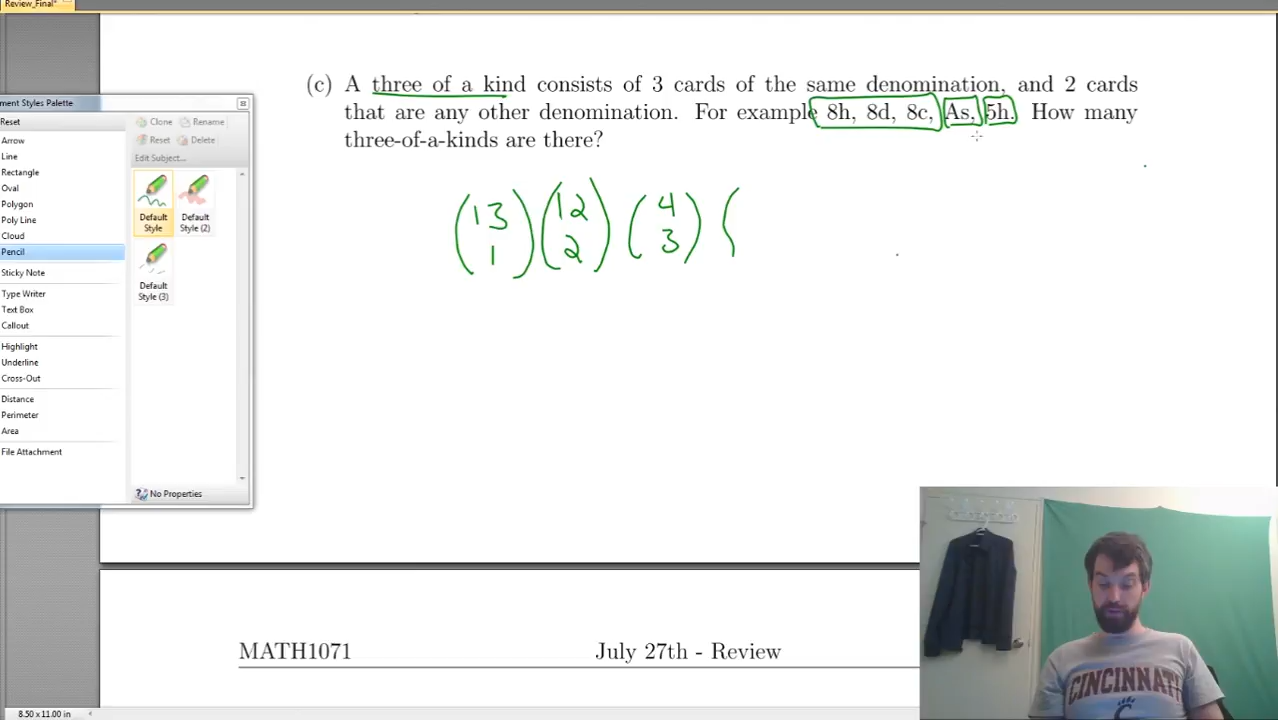 Review_Final*
(c) A three of a kind consists of 3 cards of the same denomination, and 2 cards
that are any other denomination. For example 8h, 8d, 8c, As, 5h. How many
three-of-a-kinds are there?
ment Styles Palette
Reset
Arrow
Line
Rectangle
Oval
Polygon
Poly Line
Cloud
Pencil
Sticky Note
Type Writer
Text Box
Callout
Highlight
Underline
Cross-Out
Distance
Perimeter
Area
File Attachment
Clone Rename
Reset Delete
Edit Subject...
Default Style
Default Style (2)
Default Style (3)
No Properties
(13 (12 (4 (
1) 2) 3)
MATH1071 July 27th - Review
CINCINNATI
C
8.50 x 11.00 in